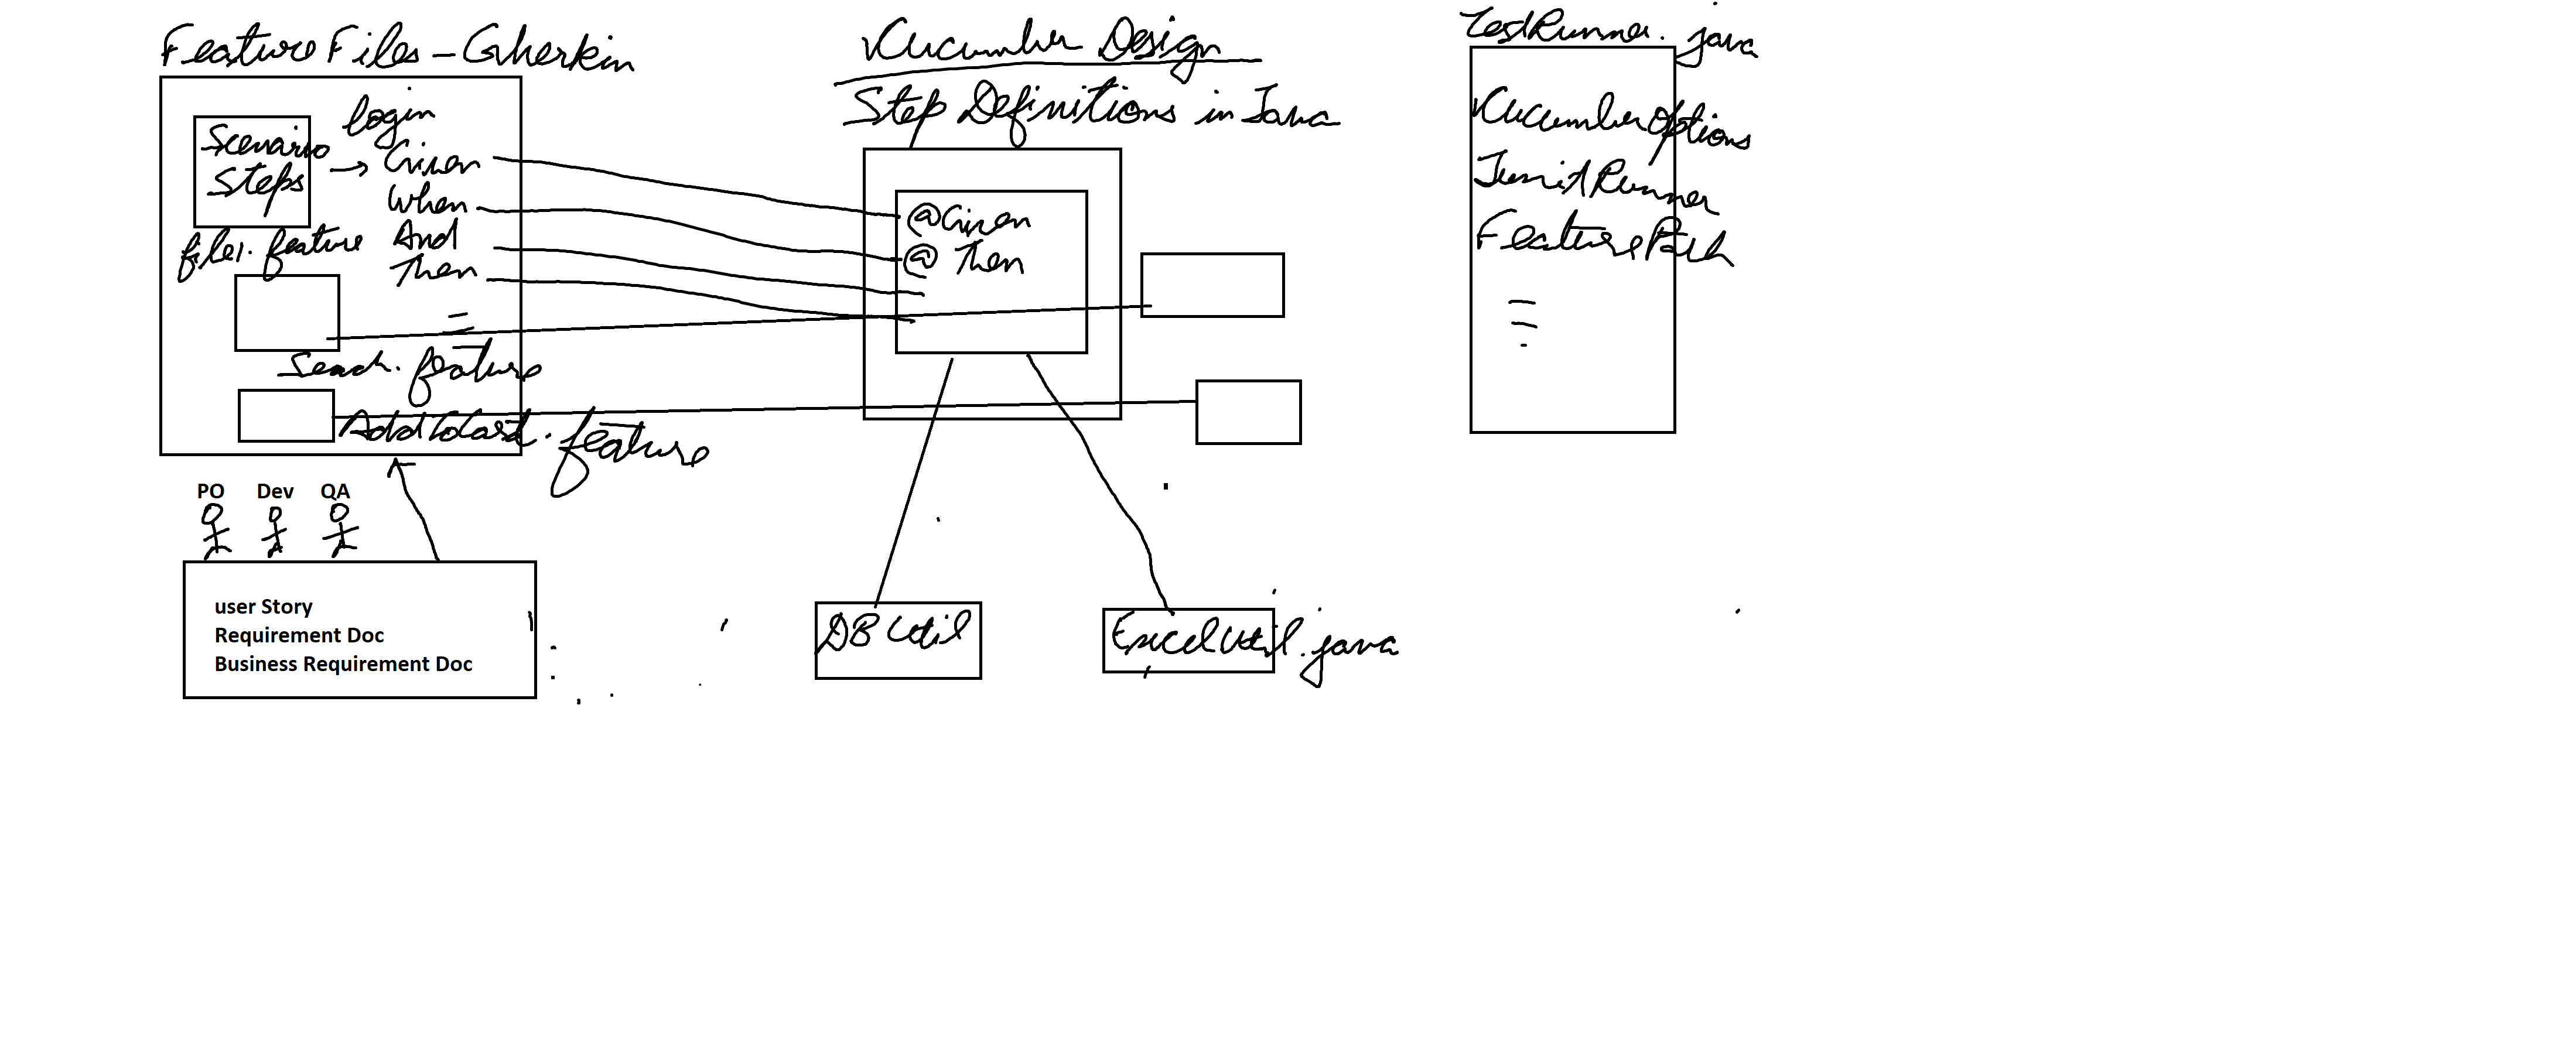 Feature Files - Gherkin
login
Scenario
Steps
Given
When
And
Then
file1.feature
Search.feature
AddtoCart.feature
PO Dev QA
user Story
Requirement Doc
Business Requirement Doc
Cucumber Design
Step Definitions in Java
@Given
@Then
DB Util
ExcelUtil.java
TestRunner.java
CucumberOptions
JunitRunner
FeaturePath